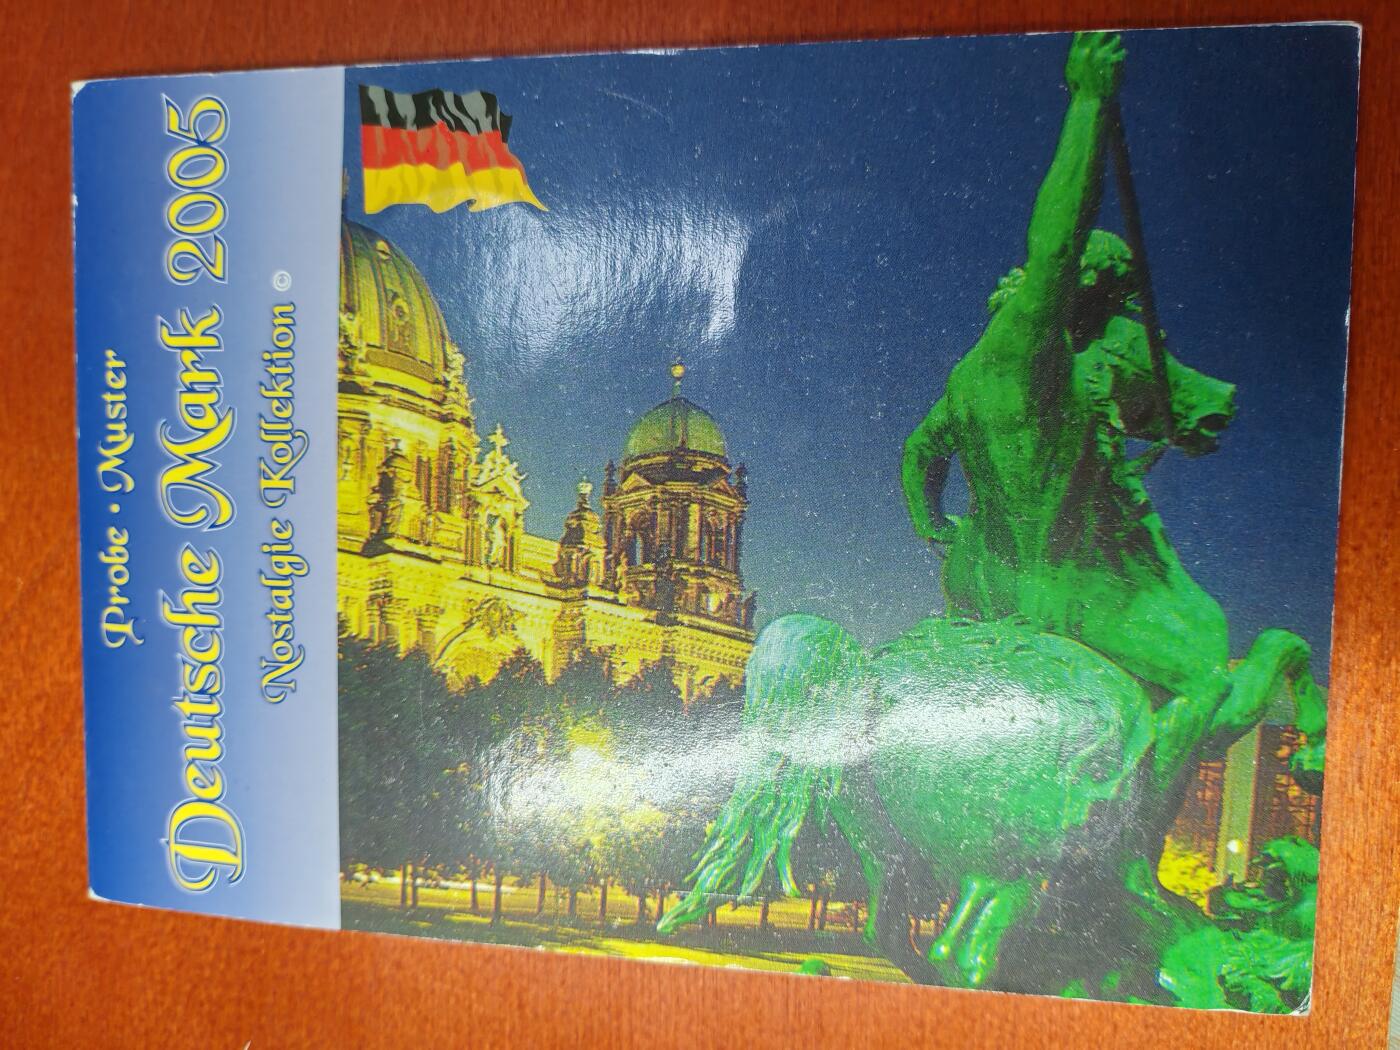 Probe • Muster
Deutsche Mark 2005
Nostalgie Kollektion ©